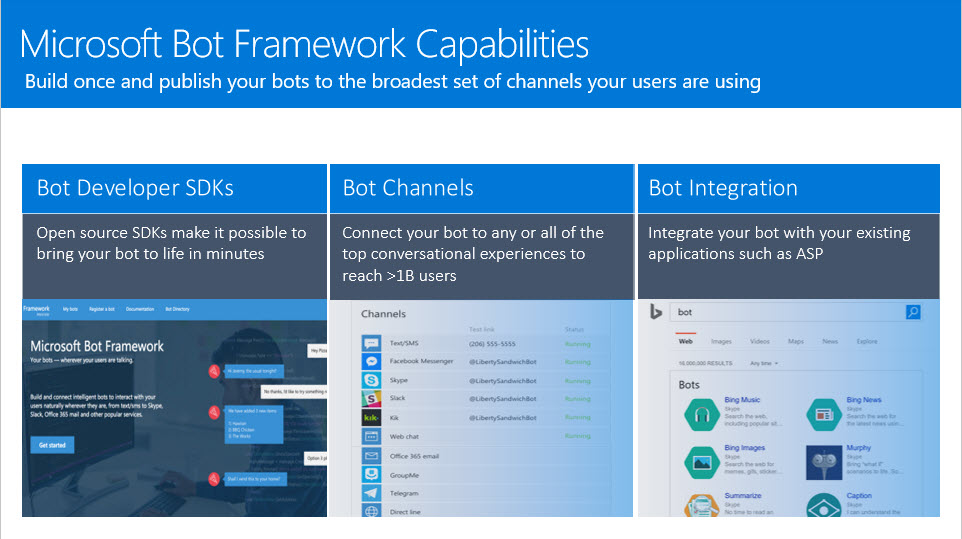 Microsoft Bot Framework Capabilities
Build once and publish your bots to the broadest set of channels your users are using
Bot Developer SDKs
Open source SDKs make it possible to
bring your bot to life in minutes
Framework
My bots Register a bot Documentation Bot Directory
Microsoft Bot Framework
Your bots — wherever your users are talking.
Build and connect intelligent bots to interact with your
users naturally wherever they are, from text/sms to Skype,
Slack, Office 365 mail and other popular services.
Get started
Hey Pizza
Hi Jeremy the usual tonight?
No thanks, I'd like to try something n
We have added 3 new items
1. Hawaian
2. BBQ Chicken
3. The Works
Option 3 pl
Shall I send this to your home?
Bot Channels
Connect your bot to any or all of the
top conversational experiences to
reach >1B users
Channels
Test link Status
Text/SMS (206) 555-5555 Running
Facebook Messenger @LibertySandwichBot Running
Skype @LibertySandwichBot Running
Slack @LibertySandwichBot Running
kik• Kik @LibertySandwichBot Running
Web chat Running
Office 365 email
GroupMe
Telegram
Direct line
Bot Integration
Integrate your bot with your existing
applications such as ASP
bot
Web Images Videos Maps News Explore
16,000,000 RESULTS Any time
Bots
Bing Music
Skype
Search the web,
including popular sit...
Bing News
Skype
Search the web for
the latest news usin...
Bing Images
Skype
Search the web for
memes, gifs, sticker...
Murphy
Skype
Bring "what if"
scenarios to life. So...
Summarize
Skype
No time to read an
Caption
Skype
I can understand the